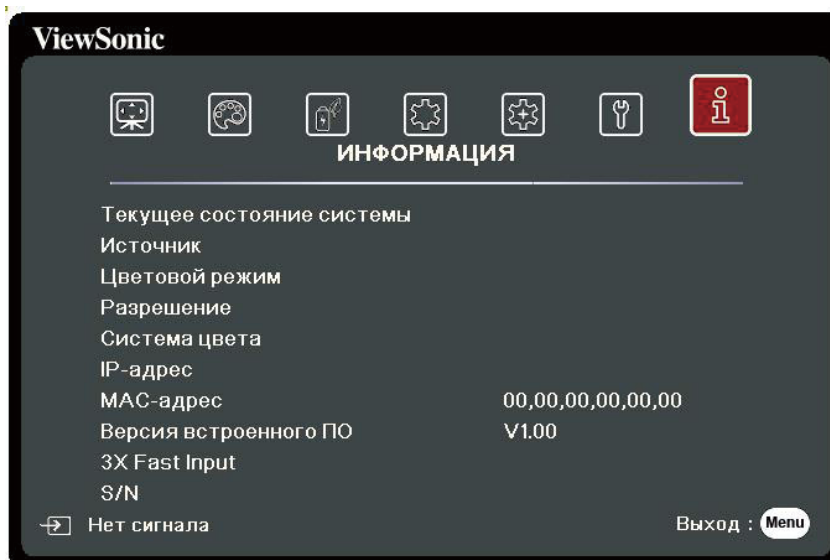 ViewSonic
ИНФОРМАЦИЯ
Текущее состояние системы
Источник
Цветовой режим
Разрешение
Система цвета
IP-адрес
MAC-адрес 00,00,00,00,00,00
Версия встроенного ПО V1.00
3X Fast Input
S/N
Нет сигнала Выход : Menu